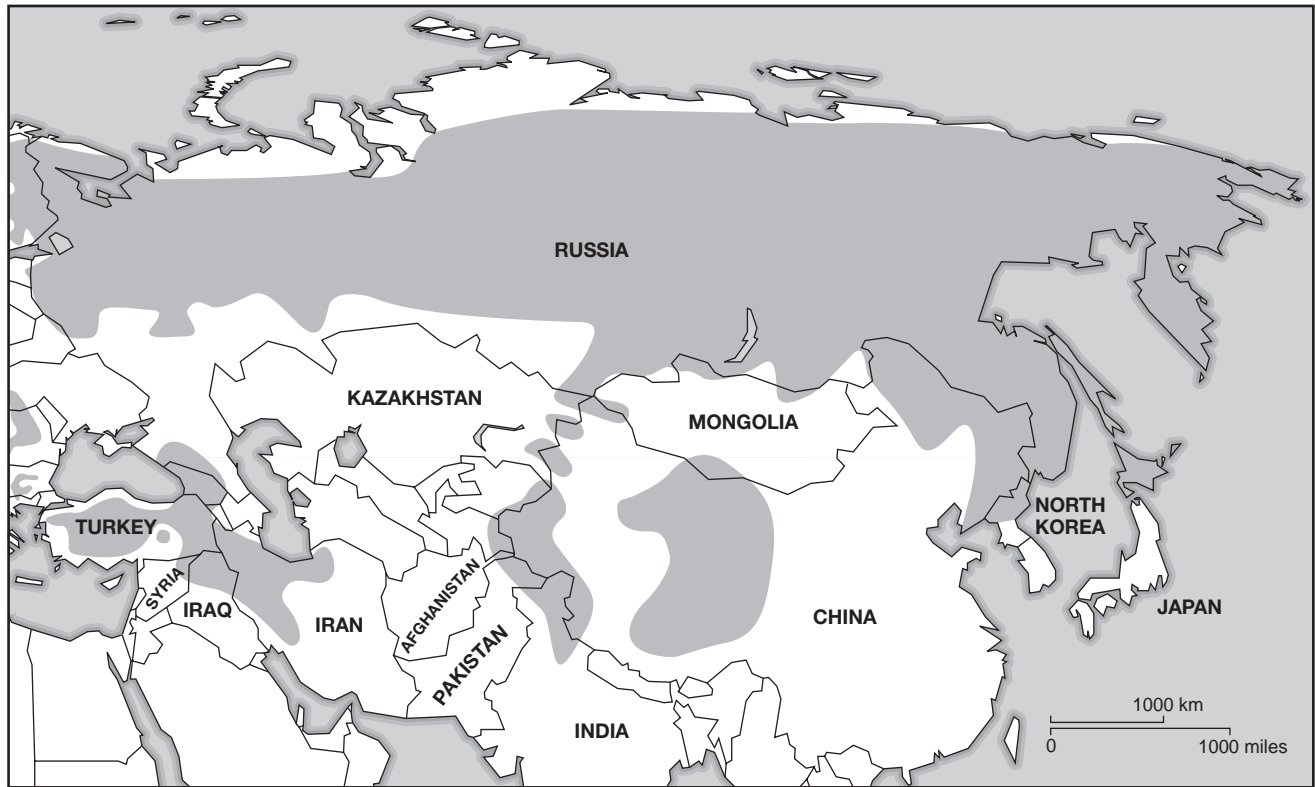 RUSSIA
KAZAKHSTAN
MONGOLIA
NORTH
KOREA
TURKEY
SYRIA
IRAQ
IRAN
AFGHANISTAN
PAKISTAN
CHINA
JAPAN
INDIA
1000 km
0
1000 miles